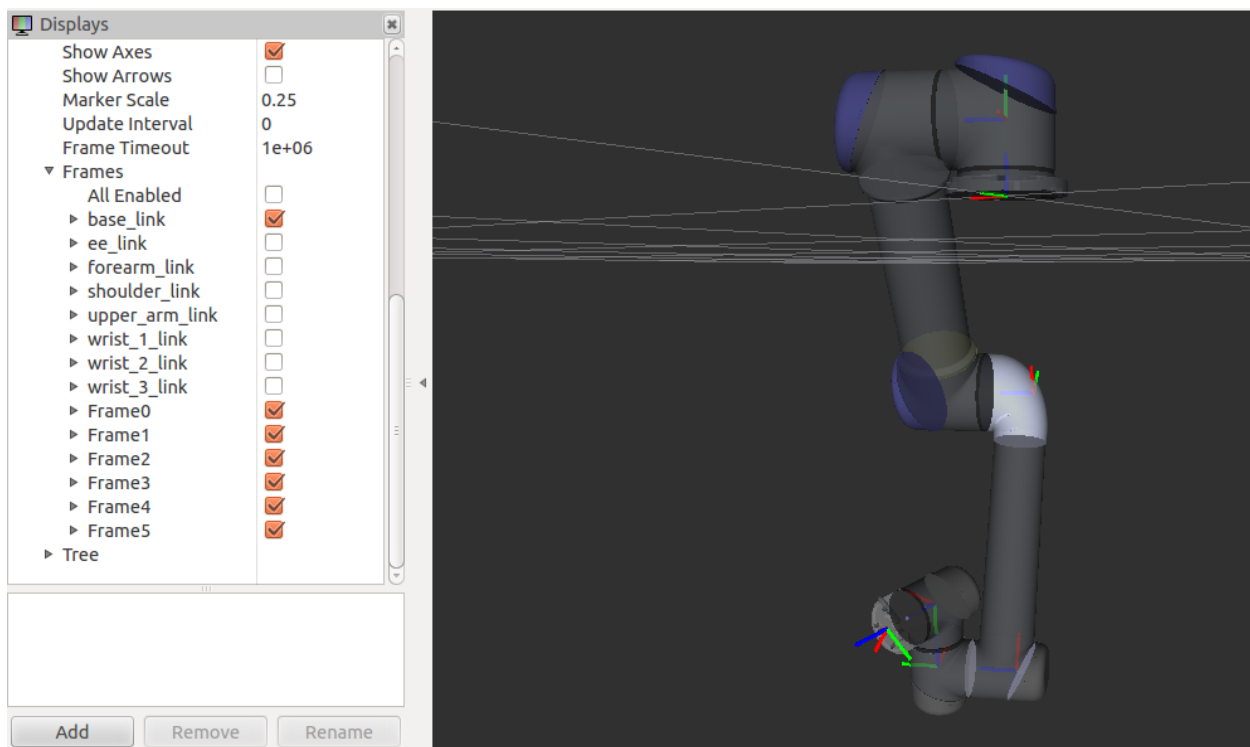 Displays
Show Axes
Show Arrows
Marker Scale 0.25
Update Interval 0
Frame Timeout 1e+06
Frames
All Enabled
base_link
ee_link
forearm_link
shoulder_link
upper_arm_link
wrist_1_link
wrist_2_link
wrist_3_link
Frame0
Frame1
Frame2
Frame3
Frame4
Frame5
Tree
Add Remove Rename